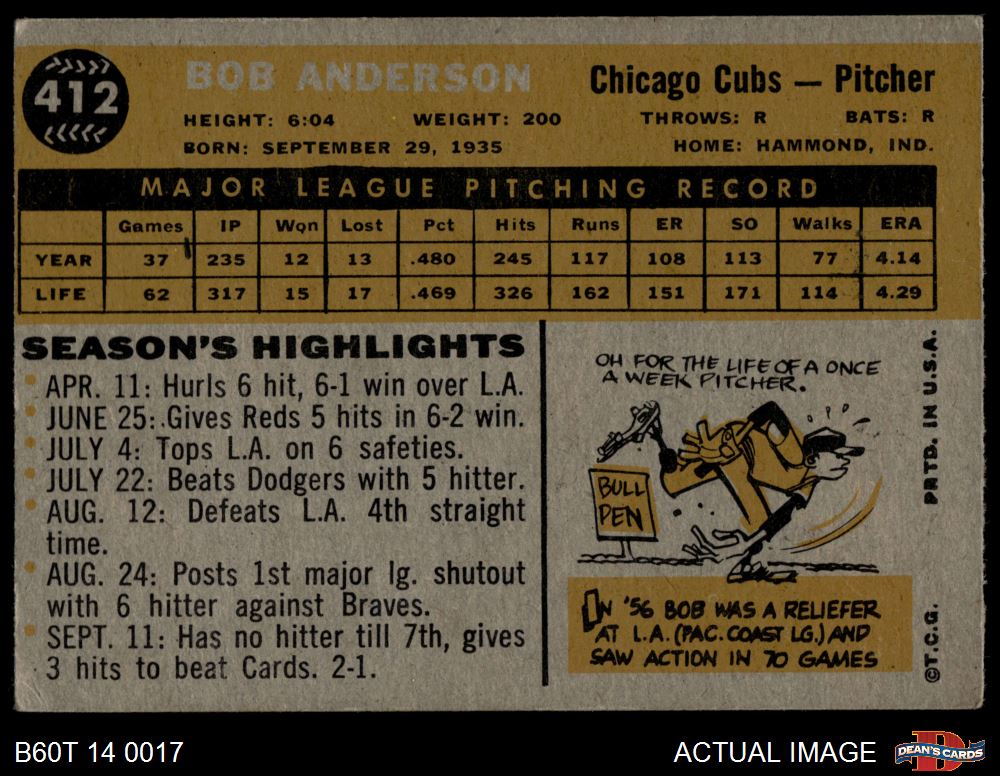 412
BOB ANDERSON
Chicago Cubs — Pitcher
HEIGHT: 6:04 WEIGHT: 200 THROWS: R BATS: R
BORN: SEPTEMBER 29, 1935 HOME: HAMMOND, IND.
MAJOR LEAGUE PITCHING RECORD
Games IP Won Lost Pct Hits Runs ER SO Walks ERA
YEAR 37 235 12 13 .480 245 117 108 113 77 4.14
LIFE 62 317 15 17 .469 326 162 151 171 114 4.29
SEASON'S HIGHLIGHTS
APR. 11: Hurls 6 hit, 6-1 win over L.A.
JUNE 25: Gives Reds 5 hits in 6-2 win.
JULY 4: Tops L.A. on 6 safeties.
JULY 22: Beats Dodgers with 5 hitter.
AUG. 12: Defeats L.A. 4th straight
time.
AUG. 24: Posts 1st major lg. shutout
with 6 hitter against Braves.
SEPT. 11: Has no hitter till 7th, gives
3 hits to beat Cards. 2-1.
OH FOR THE LIFE OF A ONCE
A WEEK PITCHER.
BULL
PEN
IN '56 BOB WAS A RELIEFER
AT L.A. (PAC. COAST LG.) AND
SAW ACTION IN 70 GAMES
©T.C.G. PRTD. IN U.S.A.
B60T 14 0017
ACTUAL IMAGE
DEAN'S CARDS